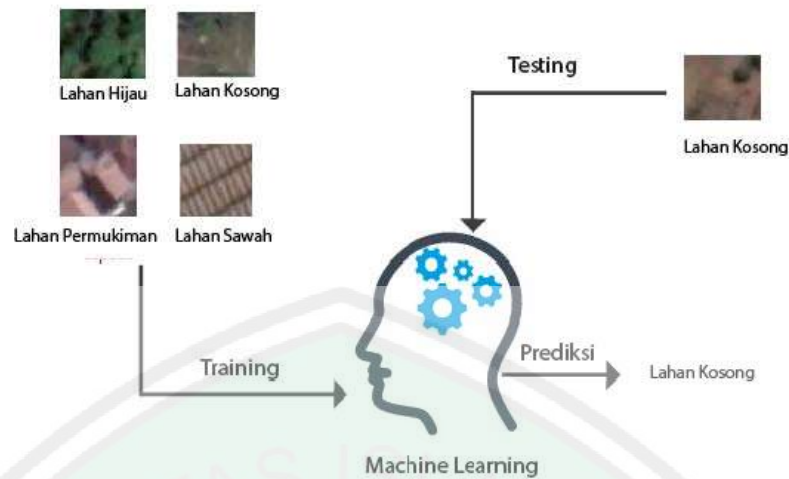 Lahan Hijau
Lahan Kosong
Lahan Permukiman
Lahan Sawah
Testing
Lahan Kosong
Training
Prediksi
Lahan Kosong
Machine Learning